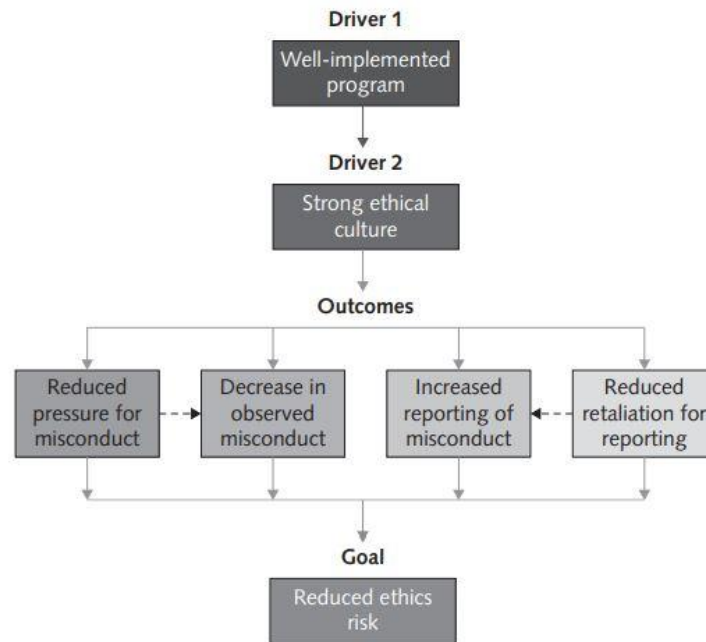 Driver 1
Well-implemented
program
Driver 2
Strong ethical
culture
Outcomes
Reduced
pressure for
misconduct
Decrease in
observed
misconduct
Increased
reporting of
misconduct
Reduced
retaliation for
reporting
Goal
Reduced ethics
risk